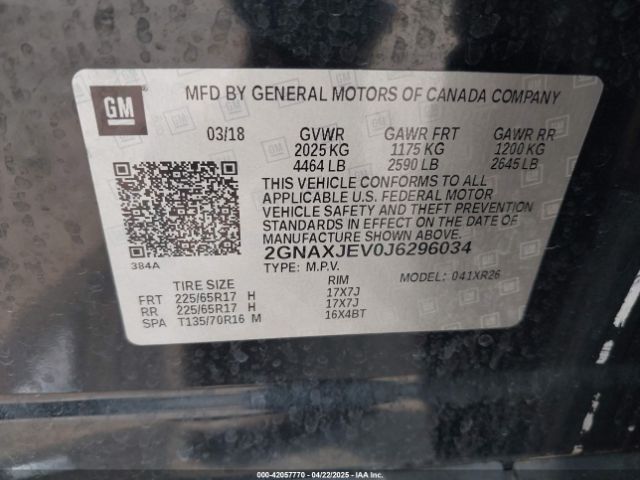 GM
MFD BY GENERAL MOTORS OF CANADA COMPANY
03/18 GVWR GAWR FRT GAWR RR
2025 KG 1175 KG 1200 KG
4464 LB 2590 LB 2645 LB
THIS VEHICLE CONFORMS TO ALL
APPLICABLE U.S. FEDERAL MOTOR
VEHICLE SAFETY AND THEFT PREVENTION
STANDARDS IN EFFECT ON THE DATE OF
MANUFACTURE SHOWN ABOVE.
2GNAXJEV0J6296034
384A TYPE: M.P.V. MODEL: 041XR26
TIRE SIZE RIM
FRT 225/65R17 H 17X7J
RR 225/65R17 H 17X7J
SPA T135/70R16 M 16X4BT
000-42057770 - 04/22/2025 - IAAI.COM